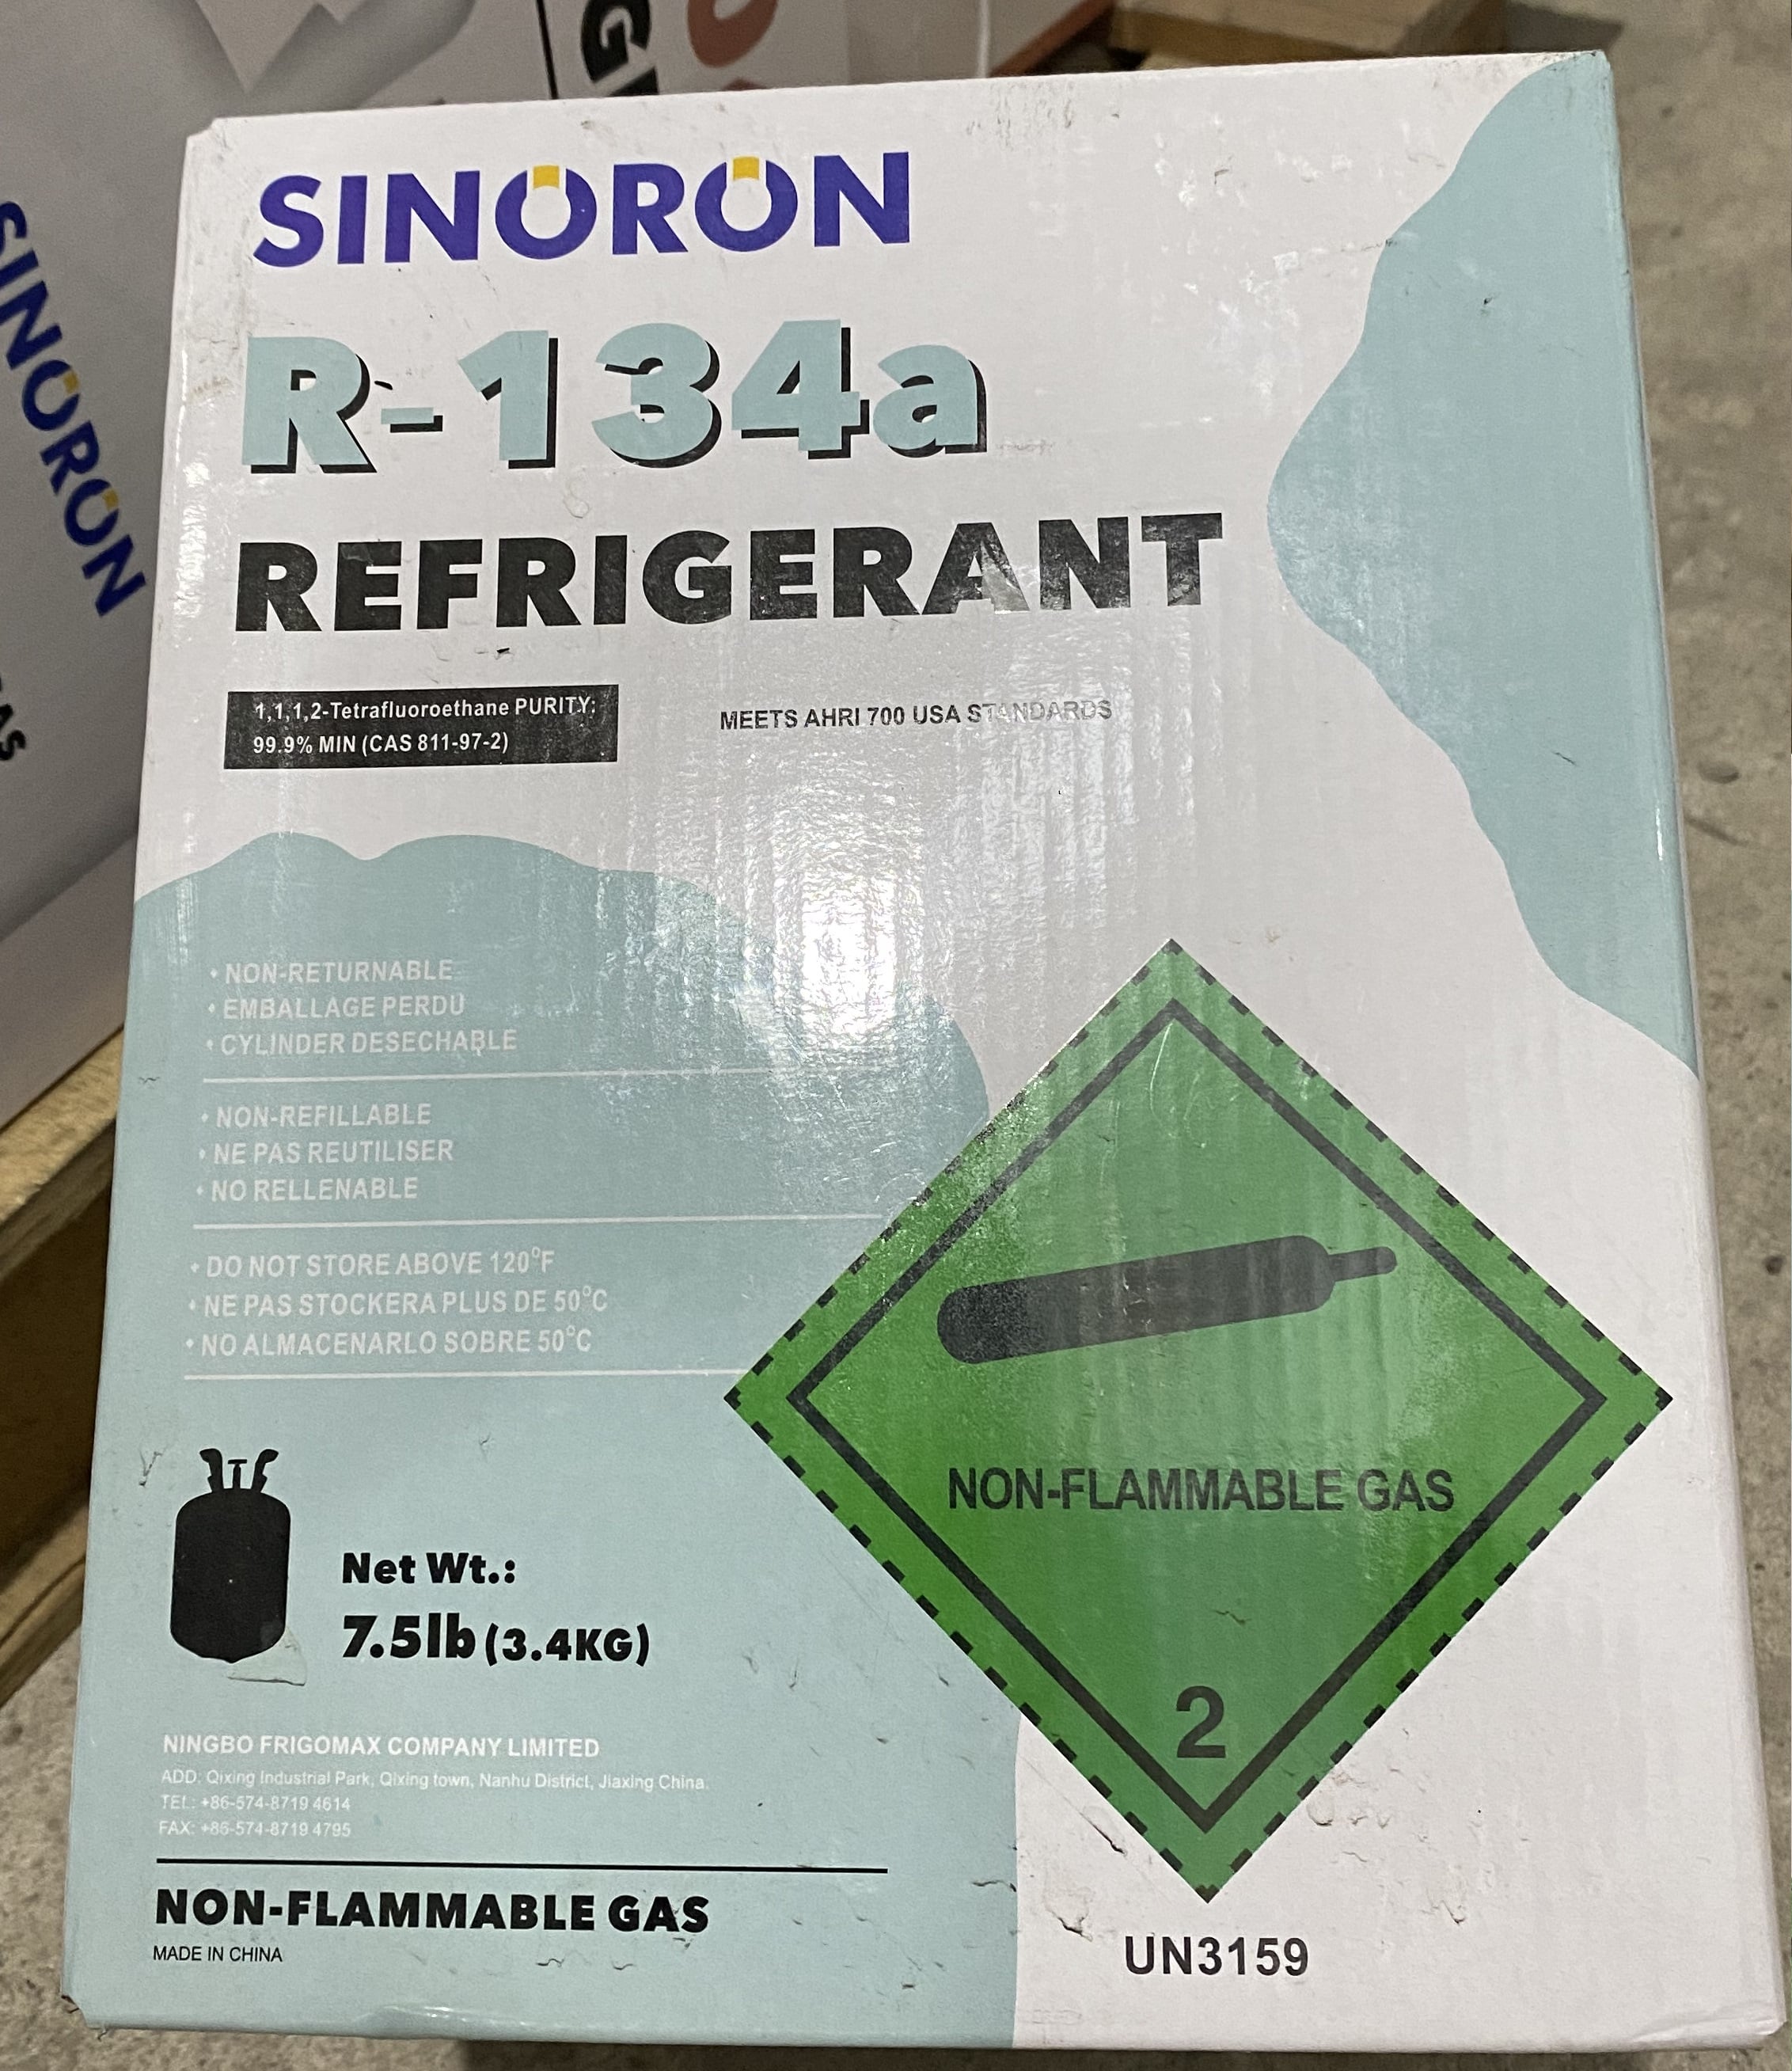 SINORON
R-134a
REFRIGERANT
1,1,1,2-Tetrafluoroethane PURITY:
99.9% MIN (CAS 811-97-2)
MEETS AHRI 700 USA STANDARDS
• NON-RETURNABLE
• EMBALLAGE PERDU
• CYLINDER DESECHABLE
• NON-REFILLABLE
• NE PAS REUTILISER
• NO RELLENABLE
• DO NOT STORE ABOVE 120°F
• NE PAS STOCKERA PLUS DE 50°C
• NO ALMACENARLO SOBRE 50°C
NON-FLAMMABLE GAS
2
Net Wt.:
7.5lb (3.4KG)
NINGBO FRIGOMAX COMPANY LIMITED
ADD: Qixing Industrial Park, Qixing town, Nanhu District, Jiaxing China.
TEL: +86-574-8719 4614
FAX: +86-574-8719 4795
NON-FLAMMABLE GAS
MADE IN CHINA
UN3159
SINORON